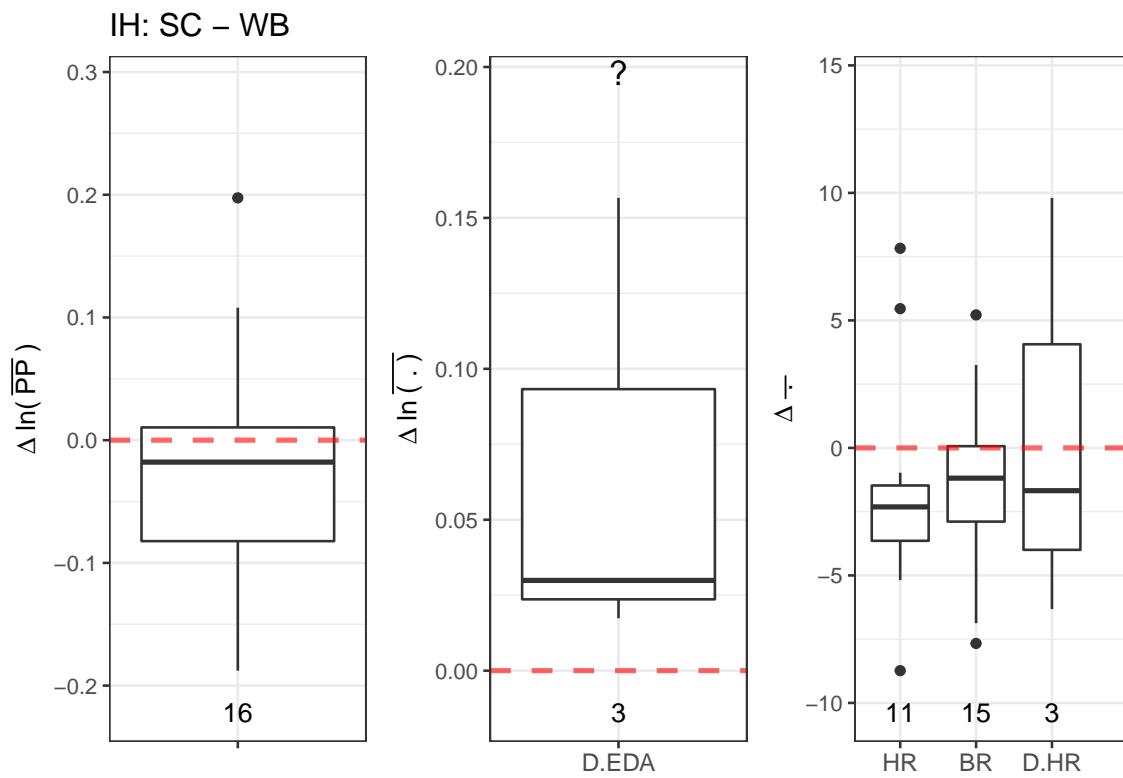 IH: SC − WB
Δ ln( PP )
0.3
0.2
0.1
0.0
−0.1
−0.2
16
Δ ln ( . )
0.20
0.15
0.10
0.05
0.00
?
3
D.EDA
Δ .
15
10
5
0
−5
−10
11 15 3
HR BR D.HR